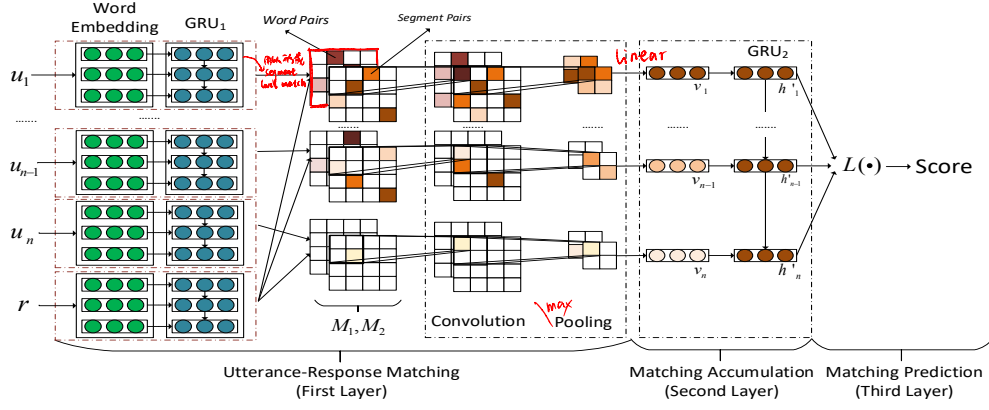 Word
Embedding
GRU₁
Word Pairs
Segment Pairs
Linear
GRU₂
u₁
segment
match
v₁
h'₁
.......
.......
.......
.......
.......
.......
uₙ₋₁
vₙ₋₁
h'ₙ₋₁
L(•)
Score
uₙ
vₙ
h'ₙ
r
M₁, M₂
Convolution
max
Pooling
Utterance-Response Matching
(First Layer)
Matching Accumulation
(Second Layer)
Matching Prediction
(Third Layer)